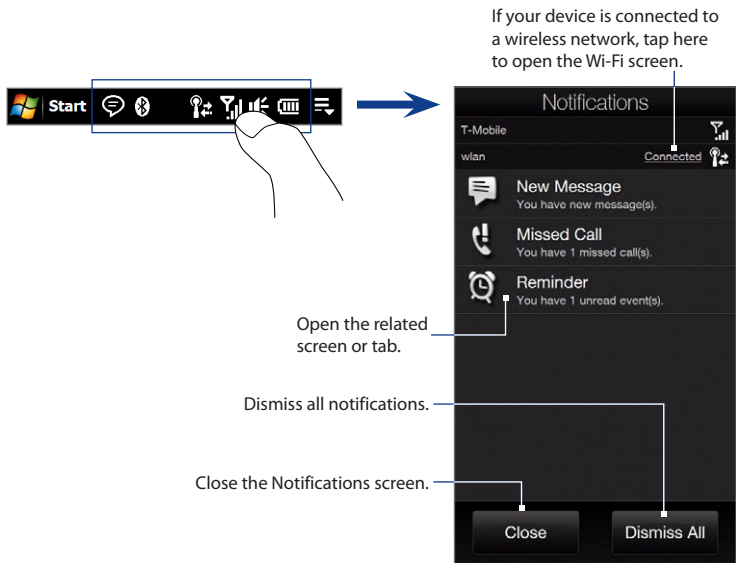 If your device is connected to
a wireless network, tap here
to open the Wi-Fi screen.
Start
Notifications
T-Mobile
wlan Connected
New Message
You have new message(s).
Missed Call
You have 1 missed call(s).
Reminder
You have 1 unread event(s).
Open the related
screen or tab.
Dismiss all notifications.
Close the Notifications screen.
Close Dismiss All